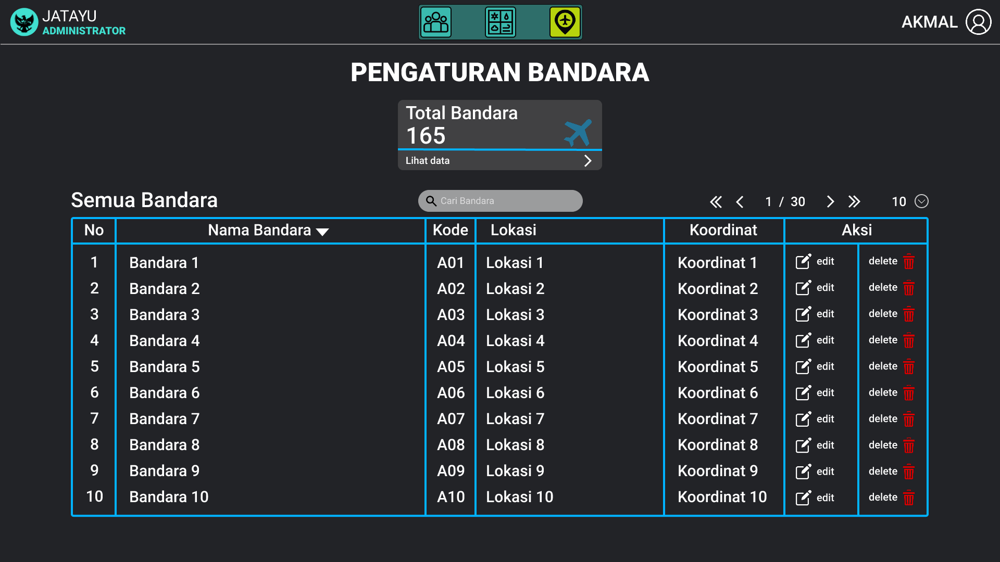 JATAYU
ADMINISTRATOR
AKMAL
PENGATURAN BANDARA
Total Bandara
165
Lihat data
Semua Bandara
Cari Bandara
1 / 30
10
No Nama Bandara Kode Lokasi Koordinat Aksi
1 Bandara 1 A01 Lokasi 1 Koordinat 1 edit delete
2 Bandara 2 A02 Lokasi 2 Koordinat 2 edit delete
3 Bandara 3 A03 Lokasi 3 Koordinat 3 edit delete
4 Bandara 4 A04 Lokasi 4 Koordinat 4 edit delete
5 Bandara 5 A05 Lokasi 5 Koordinat 5 edit delete
6 Bandara 6 A06 Lokasi 6 Koordinat 6 edit delete
7 Bandara 7 A07 Lokasi 7 Koordinat 7 edit delete
8 Bandara 8 A08 Lokasi 8 Koordinat 8 edit delete
9 Bandara 9 A09 Lokasi 9 Koordinat 9 edit delete
10 Bandara 10 A10 Lokasi 10 Koordinat 10 edit delete